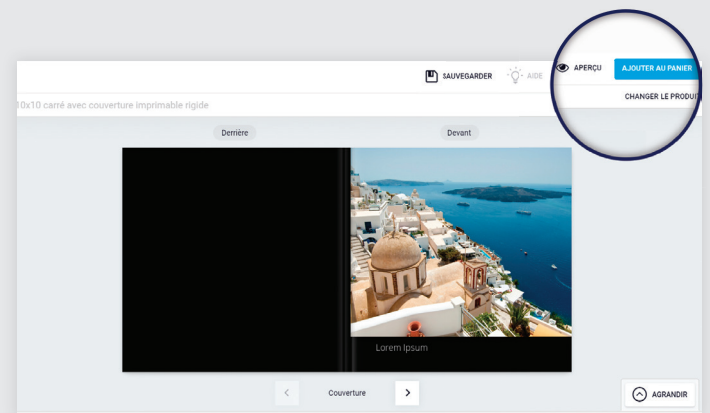 SAUVEGARDER
AIDE
APERÇU
AJOUTER AU PANIER
10x10 carré avec couverture imprimable rigide
CHANGER LE PRODUIT
Derrière
Devant
Lorem Ipsum
Couverture
AGRANDIR